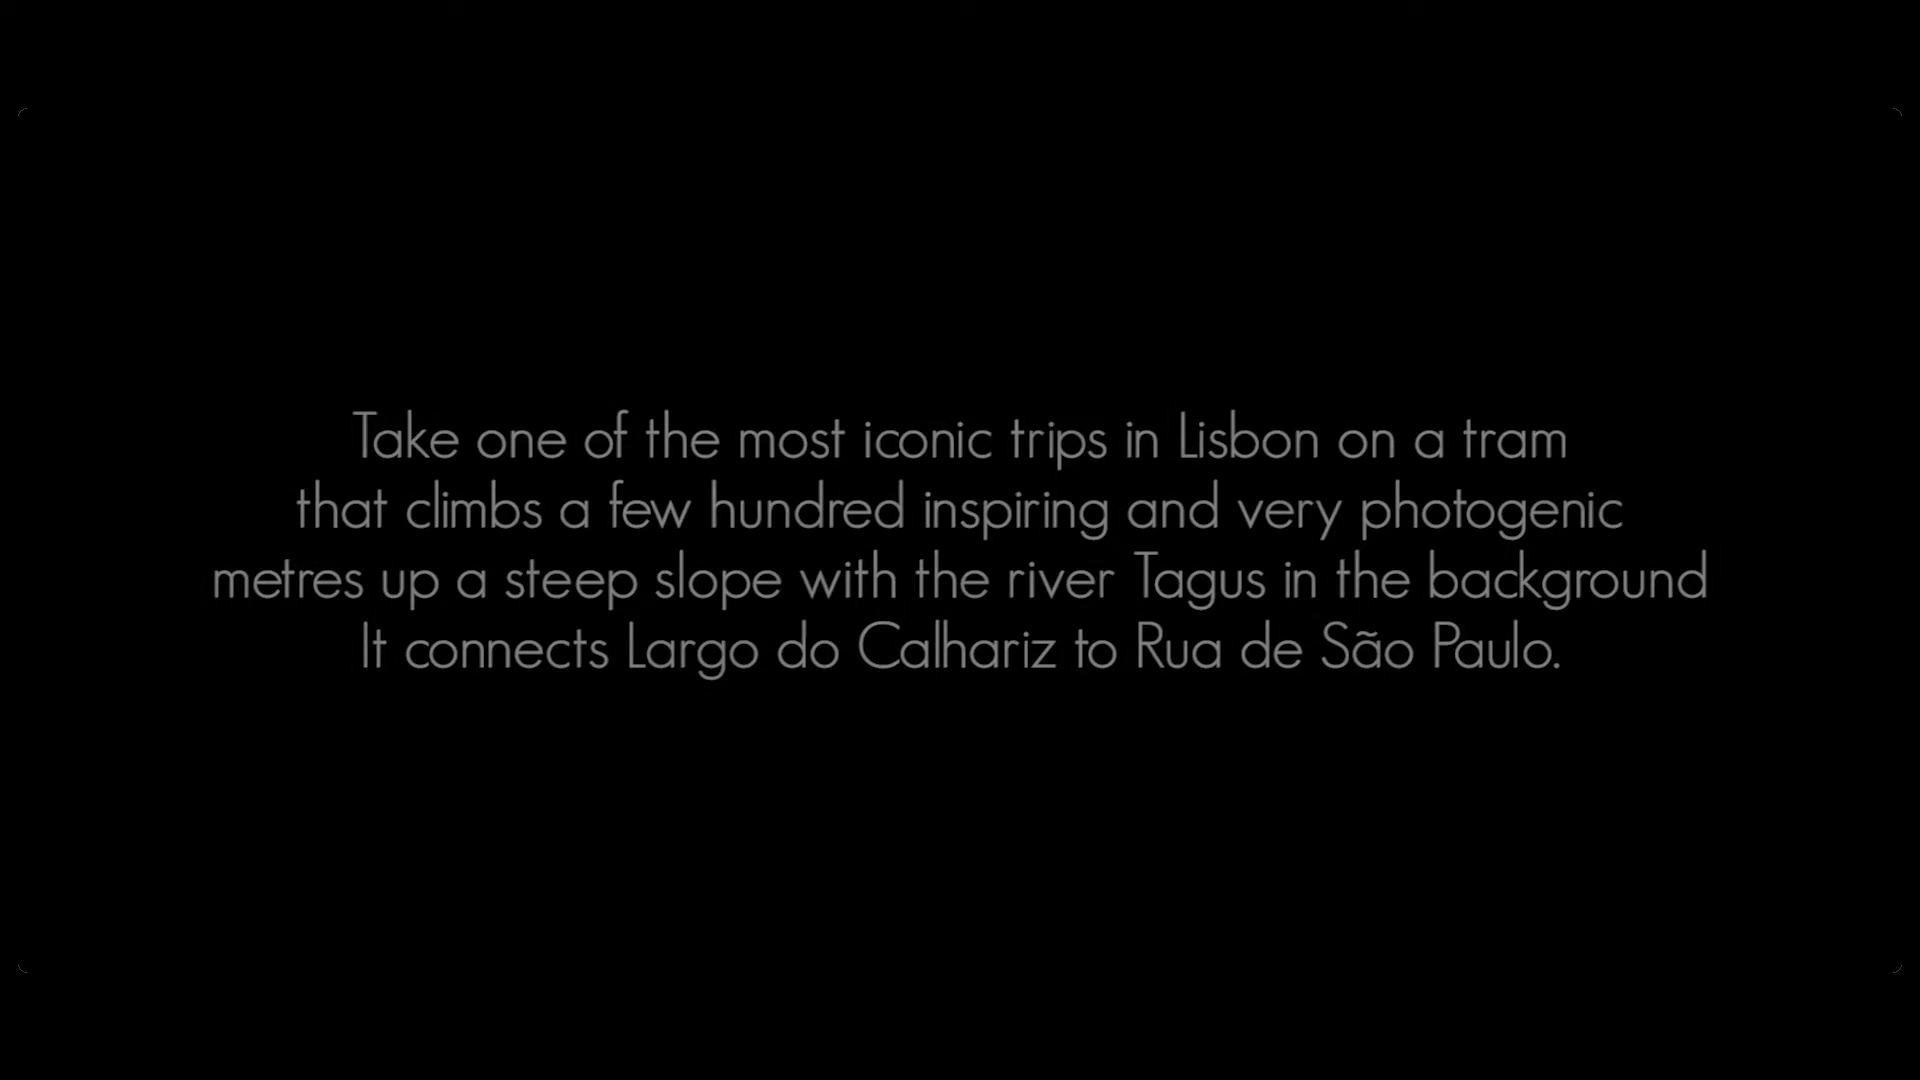 Take one of the most iconic trips in Lisbon on a tram
that climbs a few hundred inspiring and very photogenic
metres up a steep slope with the river Tagus in the background
It connects Largo do Calhariz to Rua de São Paulo.